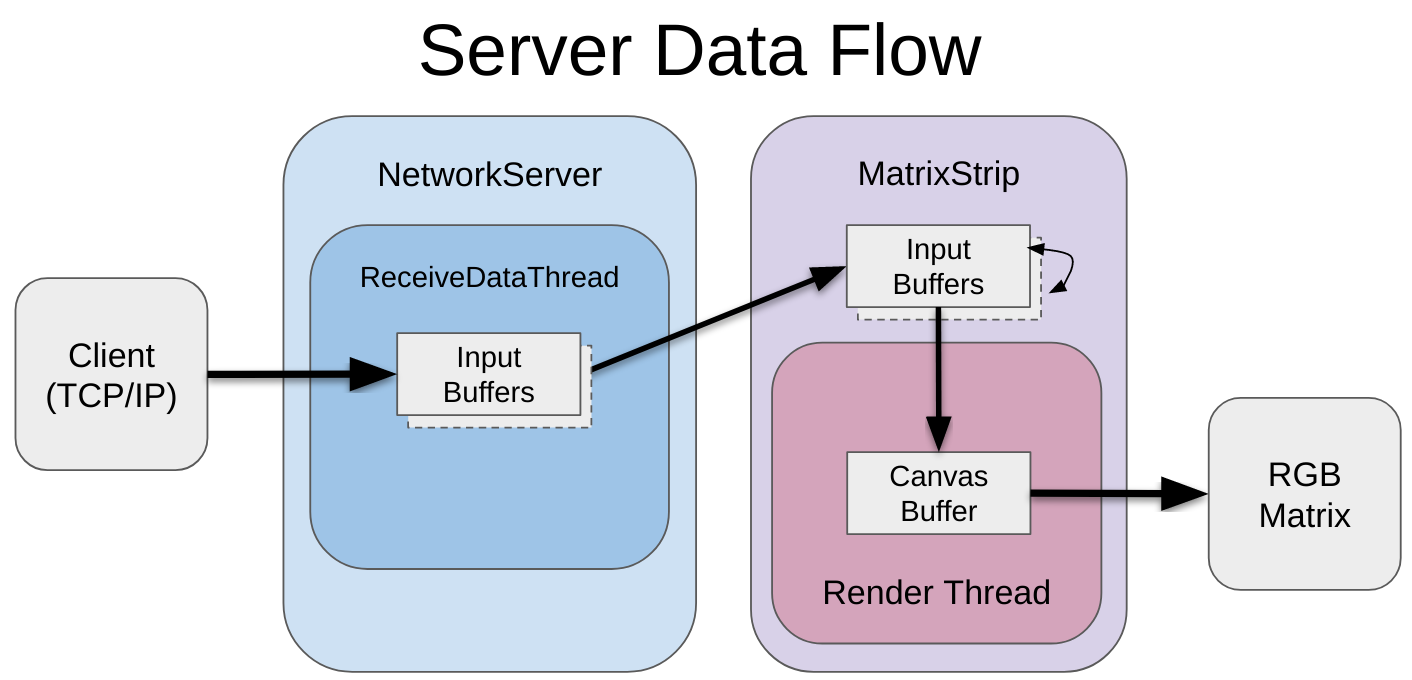 Server Data Flow
NetworkServer
MatrixStrip
ReceiveDataThread
Input
Buffers
Client
(TCP/IP)
Input
Buffers
Canvas
Buffer
Render Thread
RGB
Matrix